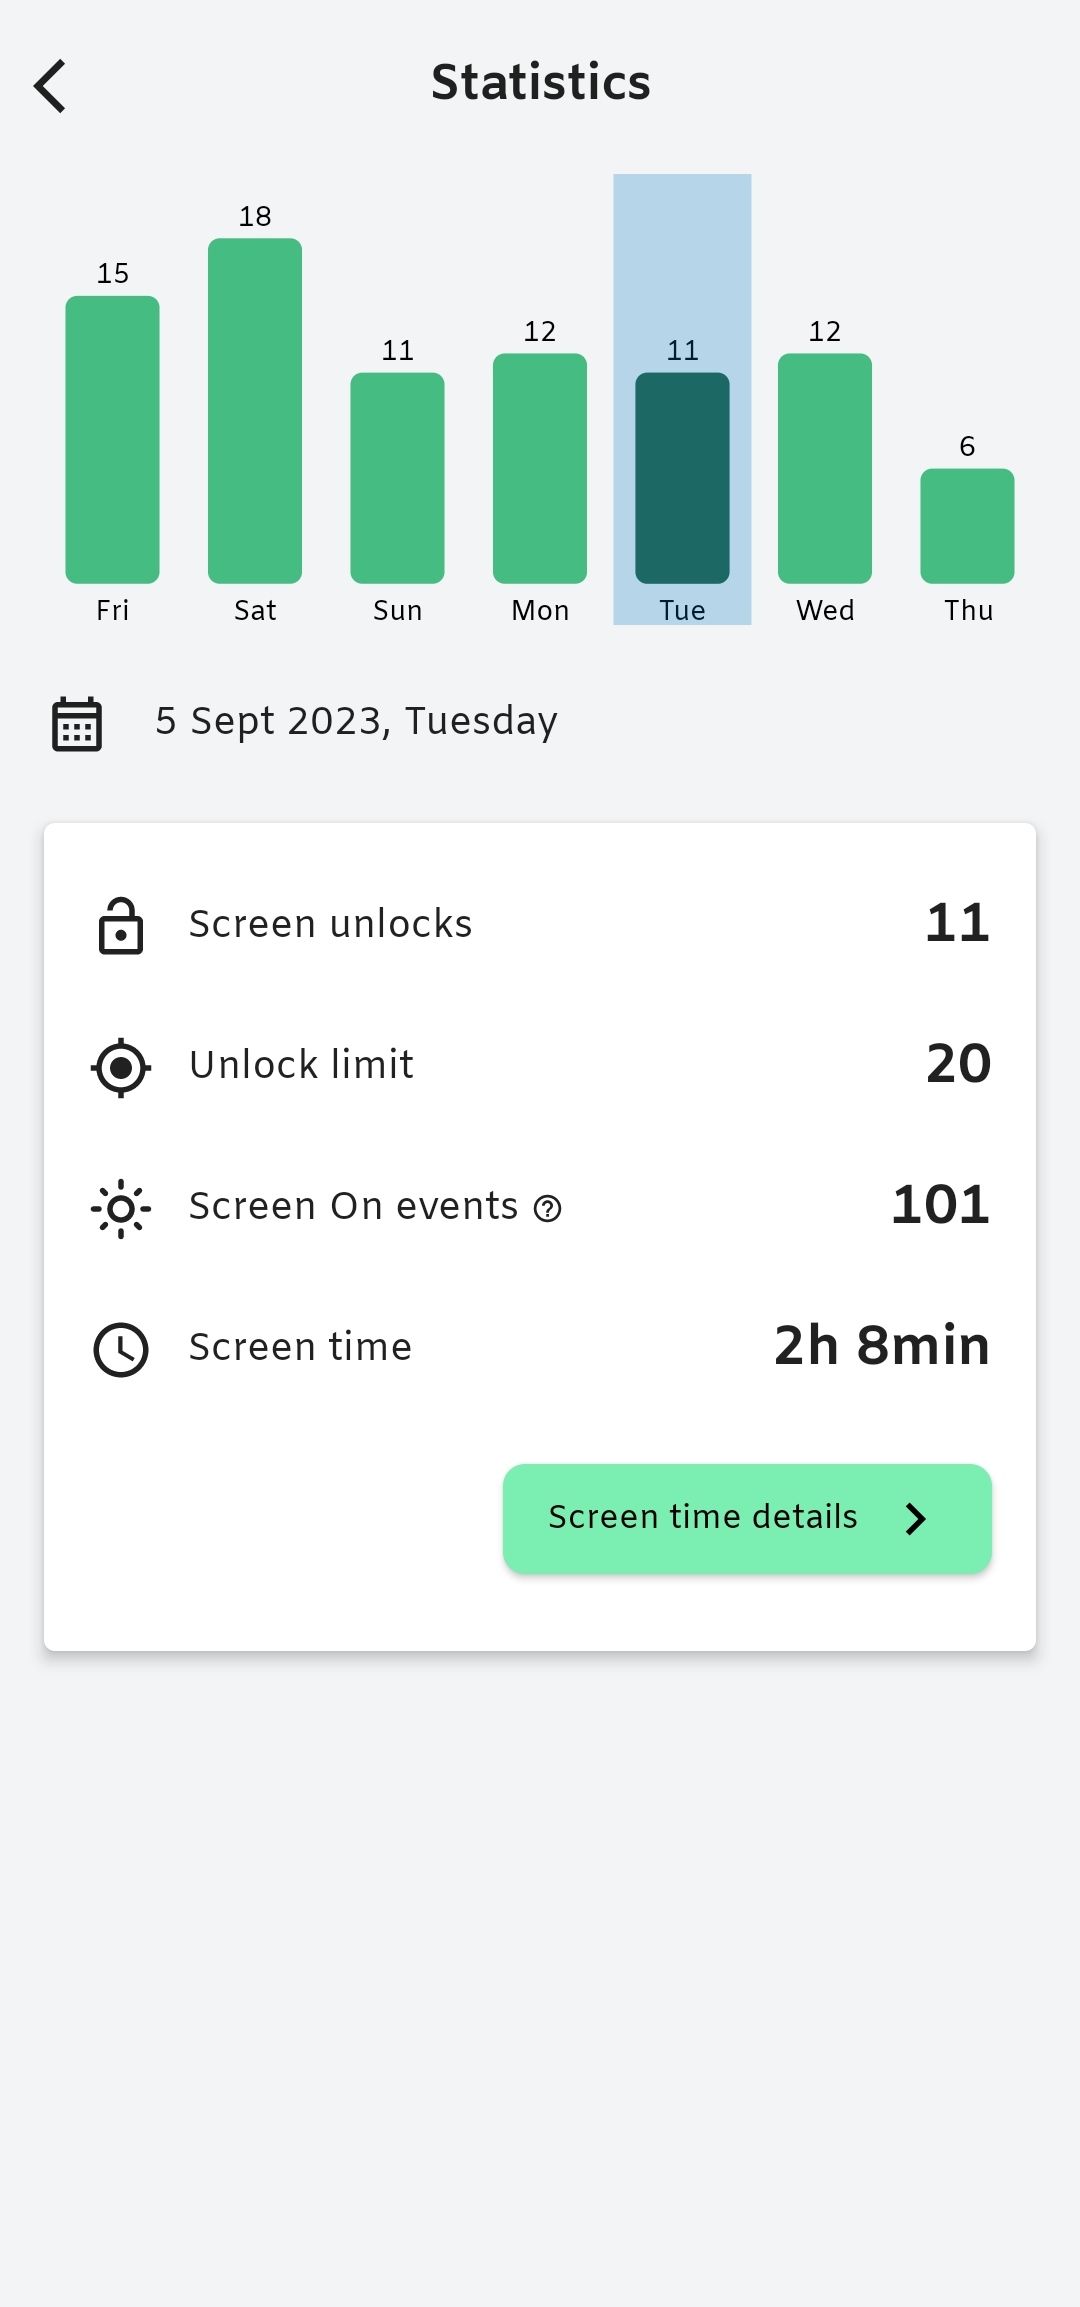 Statistics
15 18 11 12 11 12 6
Fri Sat Sun Mon Tue Wed Thu
5 Sept 2023, Tuesday
Screen unlocks 11
Unlock limit 20
Screen On events 101
Screen time 2h 8min
Screen time details